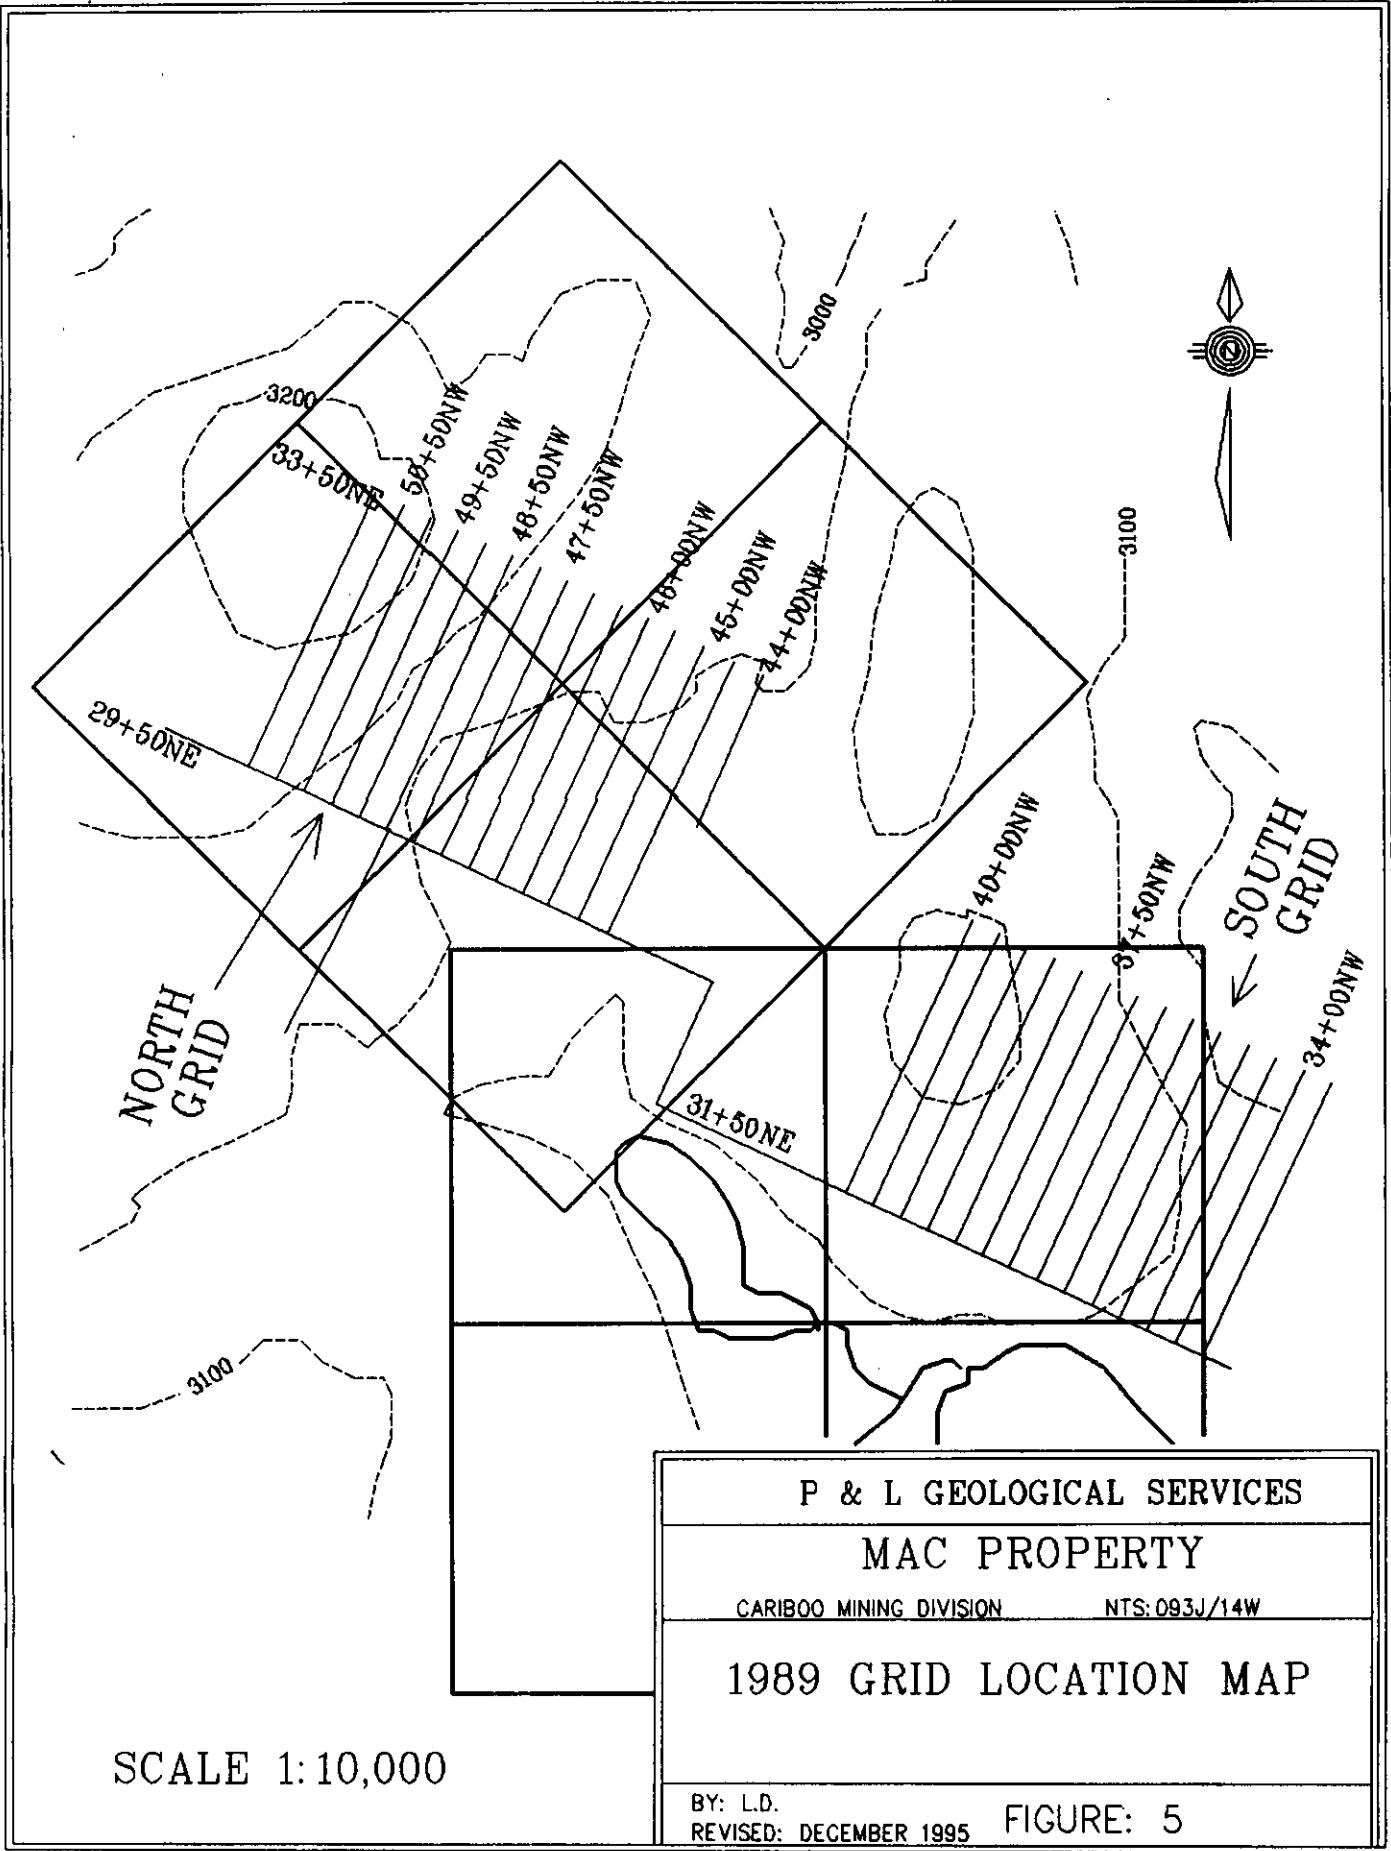 3000
3200
33+50NE
50+50NW
49+50NW
48+50NW
47+50NW
46+00NW
45+00NW
44+00NW
3100
N
29+50NE
40+00NW
37+50NW
34+00NW
SOUTH
GRID
NORTH
GRID
31+50NE
3100
P & L GEOLOGICAL SERVICES
MAC PROPERTY
CARIBOO MINING DIVISION NTS: 093J/14W
1989 GRID LOCATION MAP
SCALE 1:10,000
BY: L.D.
REVISED: DECEMBER 1995
FIGURE: 5